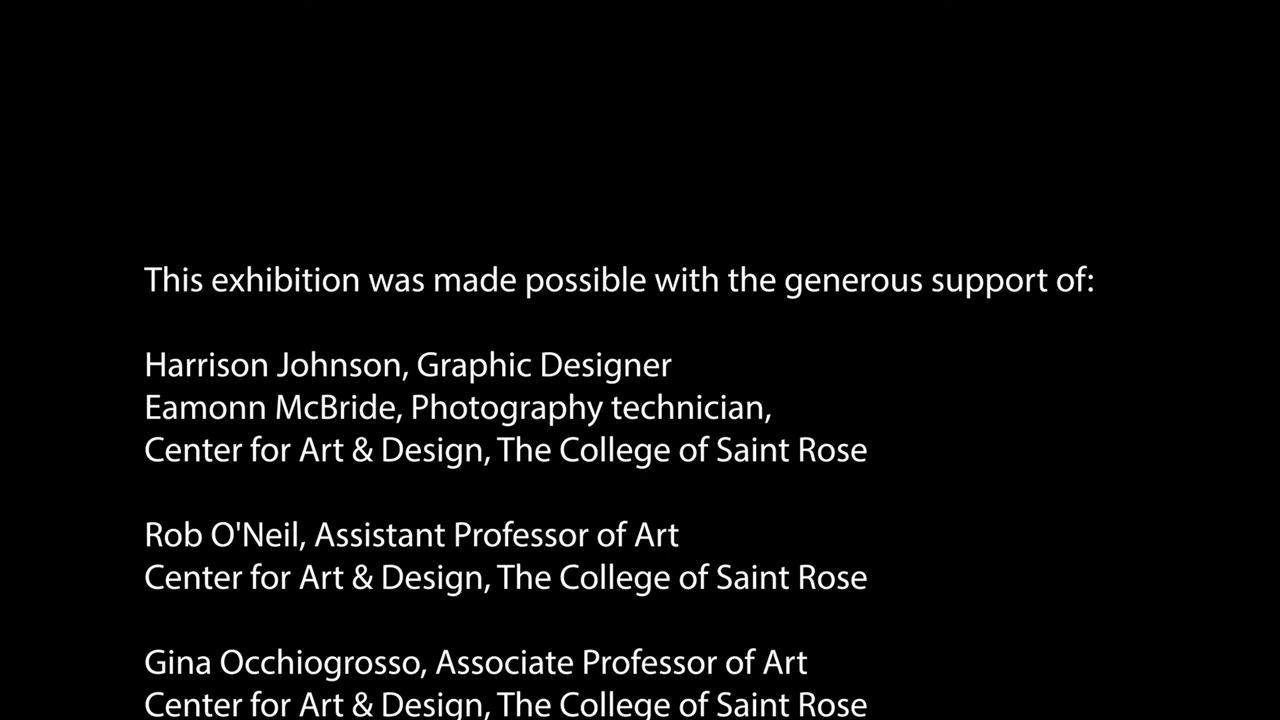 This exhibition was made possible with the generous support of:
Harrison Johnson, Graphic Designer
Eamonn McBride, Photography technician,
Center for Art & Design, The College of Saint Rose
Rob O'Neil, Assistant Professor of Art
Center for Art & Design, The College of Saint Rose
Gina Occhiogrosso, Associate Professor of Art
Center for Art & Design, The College of Saint Rose